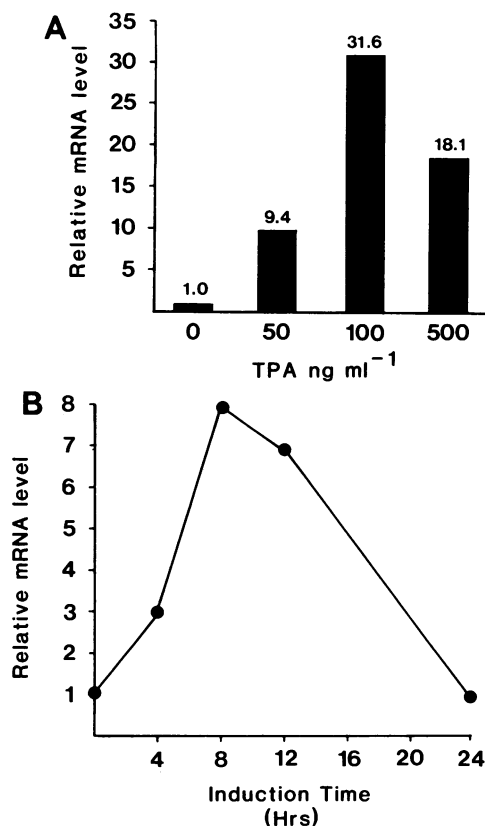 A
Relative mRNA level
35
30
25
20
15
10
5
1.0
9.4
31.6
18.1
0 50 100 500
TPA ng ml⁻¹
B
Relative mRNA level
8
7
6
5
4
3
2
1
4 8 12 16 20 24
Induction Time
(Hrs)